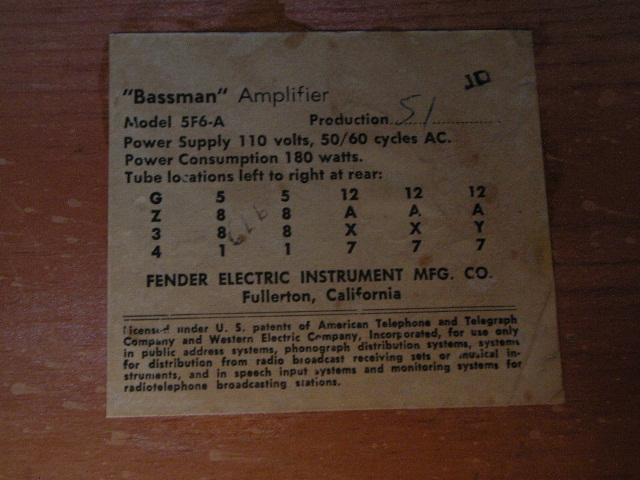 JD
"Bassman" Amplifier
Model 5F6-A Production 51
Power Supply 110 volts, 50/60 cycles AC.
Power Consumption 180 watts.
Tube locations left to right at rear:
G 5 5 12 12 12
Z 8 8 A A A
3 8 8 X X Y
4 1 1 7 7 7
FENDER ELECTRIC INSTRUMENT MFG. CO.
Fullerton, California
Licensed under U. S. patents of American Telephone and Telegraph
Company and Western Electric Company, Incorporated, for use only
in public address systems, phonograph distribution systems, systems
for distribution from radio broadcast receiving sets or musical in-
struments, and in speech input systems and monitoring systems for
radiotelephone broadcasting stations.